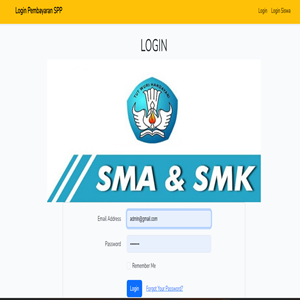 Login Pembayaran SPP
Login Login Siswa
LOGIN
TUT WURI HANDAYANI
SMA & SMK
Email Address admin@gmail.com
Password ••••••••
Remember Me
Login Forgot Your Password?